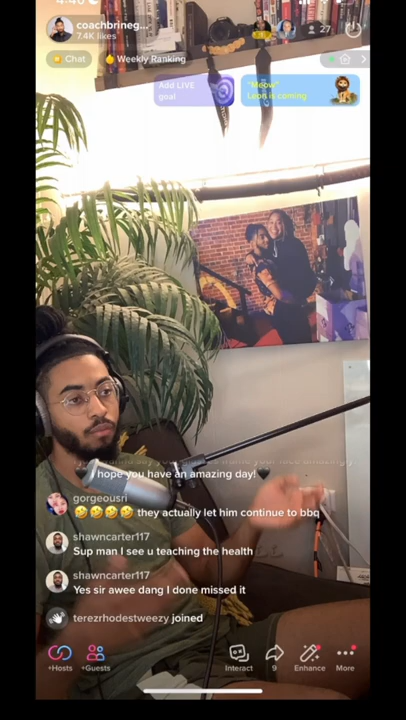 coachbrineg...
7.4K likes
27
Chat
Weekly Ranking
Add LIVE
goal
"Meow"
Leon is coming
hope you have an amazing day!
gorgeousri
they actually let him continue to bbq
shawncarter117
Sup man I see u teaching the health
shawncarter117
Yes sir awee dang I done missed it
terezrhodestweezy joined
+Hosts
+Guests
Interact
9
Enhance
More